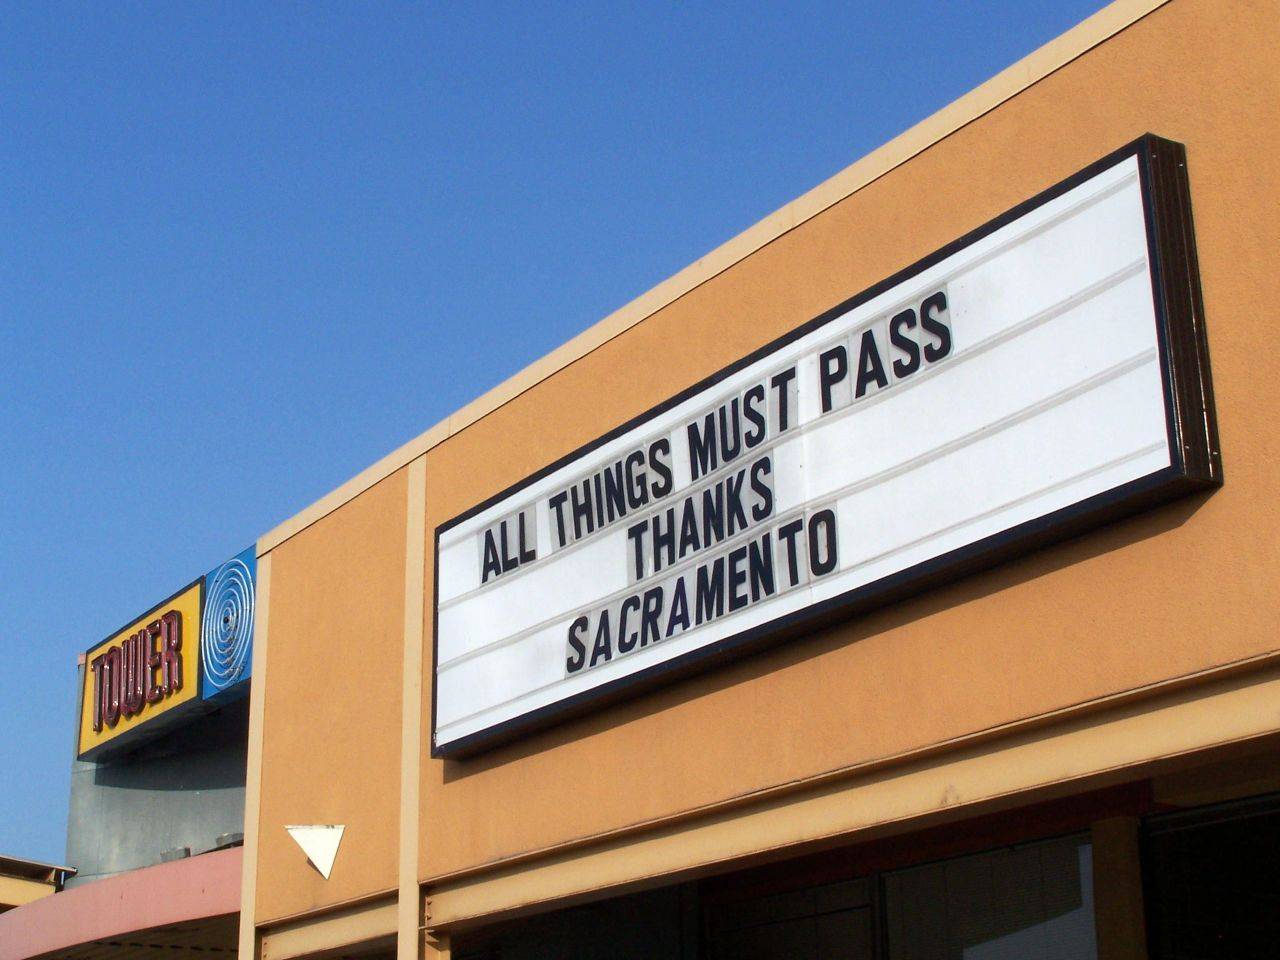 ALL THINGS MUST PASS
THANKS
SACRAMENTO
TOWER